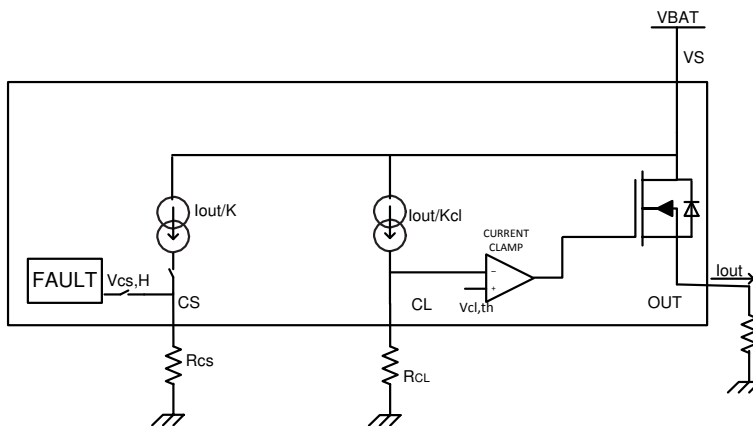 VBAT
VS
Iout/K
Iout/Kcl
CURRENT
CLAMP
FAULT
Vcs,H
CS
CL
Vcl,th
−
+
OUT
Iout
Rcs
RCL